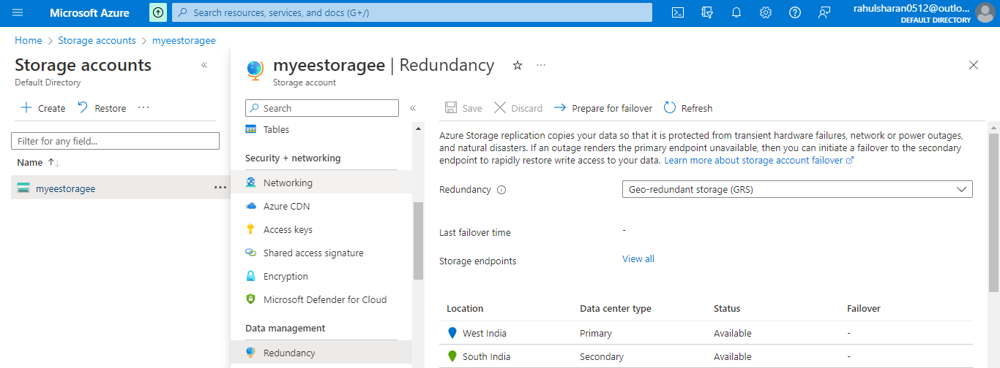 Microsoft Azure
Search resources, services, and docs (G+/)
rahulsharan0512@outlo...
DEFAULT DIRECTORY
Home > Storage accounts > myeestoragee
Storage accounts
Default Directory
Create
Restore
...
Filter for any field...
Name
myeestoragee
...
myeestoragee | Redundancy
...
Storage account
Search
Tables
Security + networking
Networking
Azure CDN
Access keys
Shared access signature
Encryption
Microsoft Defender for Cloud
Data management
Redundancy
Save
Discard
Prepare for failover
Refresh
Azure Storage replication copies your data so that it is protected from transient hardware failures, network or power outages,
and natural disasters. If an outage renders the primary endpoint unavailable, then you can initiate a failover to the secondary
endpoint to rapidly restore write access to your data. Learn more about storage account failover
Redundancy
Geo-redundant storage (GRS)
Last failover time
-
Storage endpoints
View all
Location Data center type Status Failover
West India Primary Available -
South India Secondary Available -